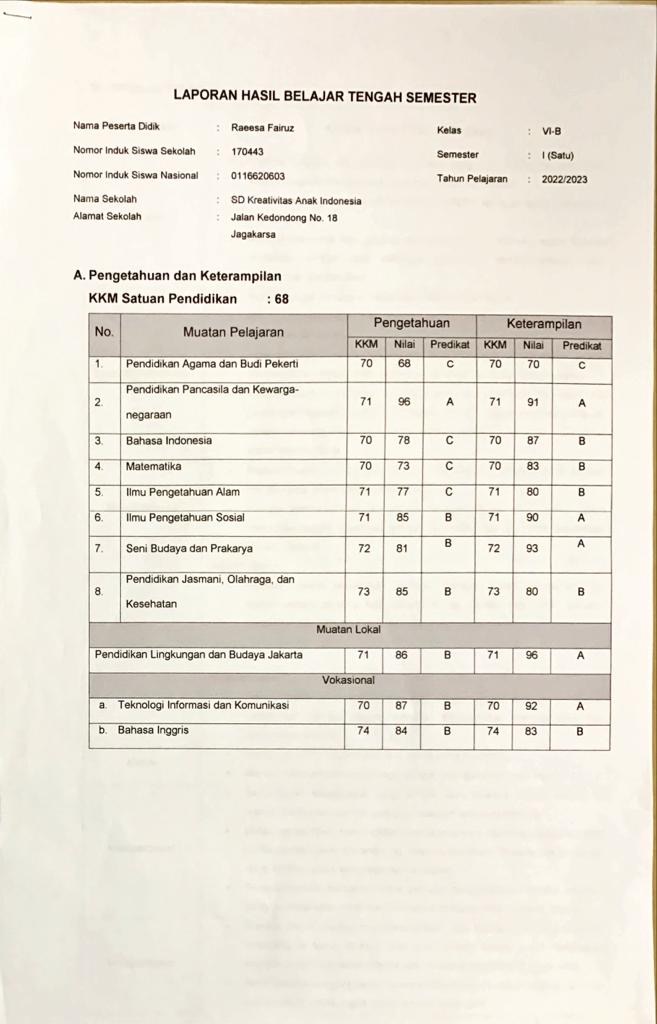 LAPORAN HASIL BELAJAR TENGAH SEMESTER
Nama Peserta Didik : Raeesa Fairuz Kelas : VI-B
Nomor Induk Siswa Sekolah : 170443 Semester : I (Satu)
Nomor Induk Siswa Nasional : 0116620603 Tahun Pelajaran : 2022/2023
Nama Sekolah : SD Kreativitas Anak Indonesia
Alamat Sekolah : Jalan Kedondong No. 18
Jagakarsa
A. Pengetahuan dan Keterampilan
KKM Satuan Pendidikan : 68
No. Muatan Pelajaran Pengetahuan Keterampilan
KKM Nilai Predikat KKM Nilai Predikat
1. Pendidikan Agama dan Budi Pekerti 70 68 C 70 70 C
2. Pendidikan Pancasila dan Kewarga-
negaraan 71 96 A 71 91 A
3. Bahasa Indonesia 70 78 C 70 87 B
4. Matematika 70 73 C 70 83 B
5. Ilmu Pengetahuan Alam 71 77 C 71 80 B
6. Ilmu Pengetahuan Sosial 71 85 B 71 90 A
7. Seni Budaya dan Prakarya 72 81 B 72 93 A
8. Pendidikan Jasmani, Olahraga, dan
Kesehatan 73 85 B 73 80 B
Muatan Lokal
Pendidikan Lingkungan dan Budaya Jakarta 71 86 B 71 96 A
Vokasional
a. Teknologi Informasi dan Komunikasi 70 87 B 70 92 A
b. Bahasa Inggris 74 84 B 74 83 B